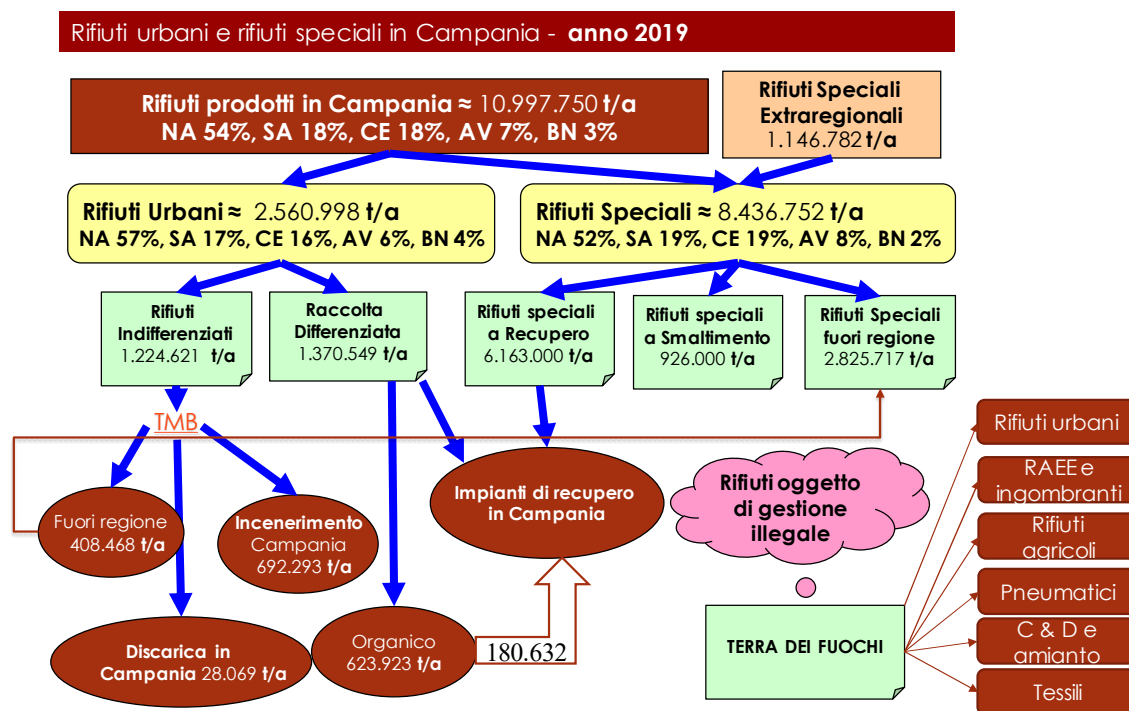 Rifiuti urbani e rifiuti speciali in Campania - anno 2019
Rifiuti prodotti in Campania ≈ 10.997.750 t/a
NA 54%, SA 18%, CE 18%, AV 7%, BN 3%
Rifiuti Speciali
Extraregionali
1.146.782 t/a
Rifiuti Urbani ≈ 2.560.998 t/a
NA 57%, SA 17%, CE 16%, AV 6%, BN 4%
Rifiuti Speciali ≈ 8.436.752 t/a
NA 52%, SA 19%, CE 19%, AV 8%, BN 2%
Rifiuti
Indifferenziati
1.224.621 t/a
Raccolta
Differenziata
1.370.549 t/a
Rifiuti speciali
a Recupero
6.163.000 t/a
Rifiuti speciali
a Smaltimento
926.000 t/a
Rifiuti Speciali
fuori regione
2.825.717 t/a
TMB
Fuori regione
408.468 t/a
Incenerimento
Campania
692.293 t/a
Impianti di recupero
in Campania
Discarica in
Campania 28.069 t/a
Organico
623.923 t/a
180.632
Rifiuti oggetto
di gestione
illegale
TERRA DEI FUOCHI
Rifiuti urbani
RAEE e
ingombranti
Rifiuti
agricoli
Pneumatici
C & D e
amianto
Tessili